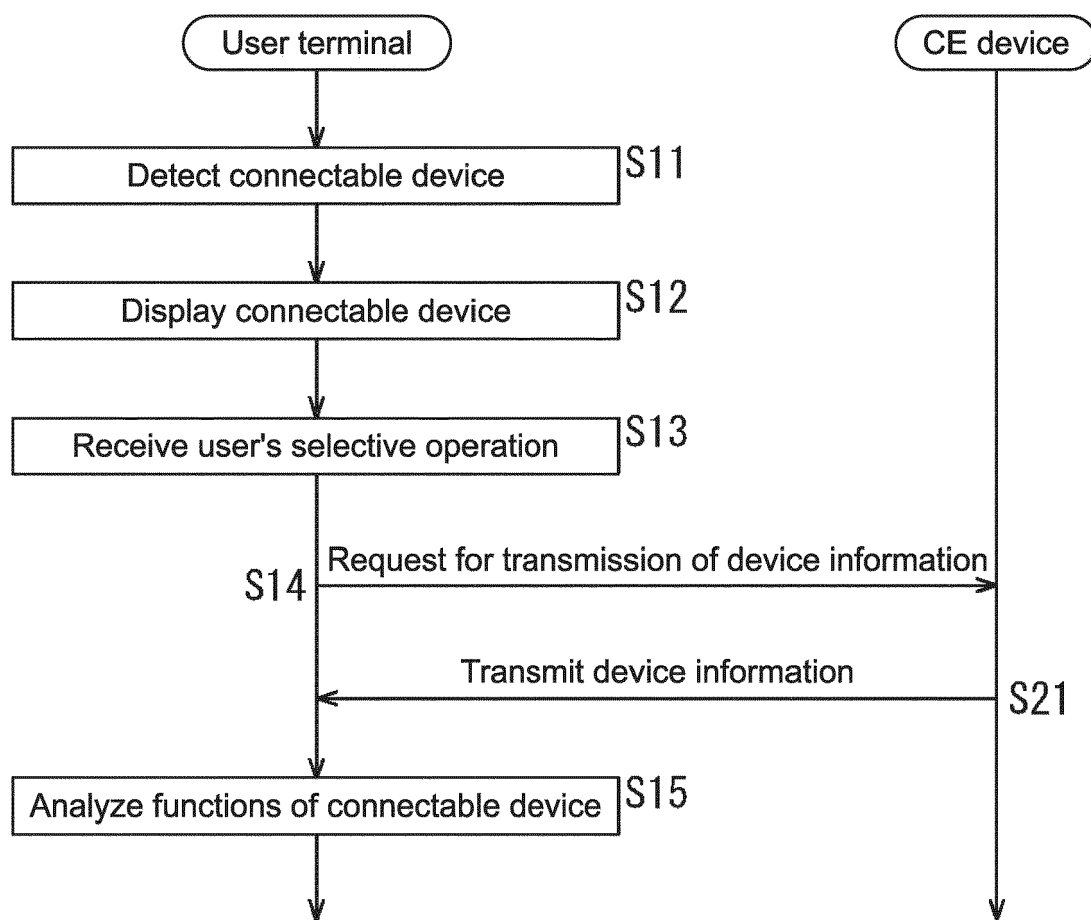 User terminal
CE device
Detect connectable device
S11
Display connectable device
S12
Receive user's selective operation
S13
Request for transmission of device information
S14
Transmit device information
S21
Analyze functions of connectable device
S15